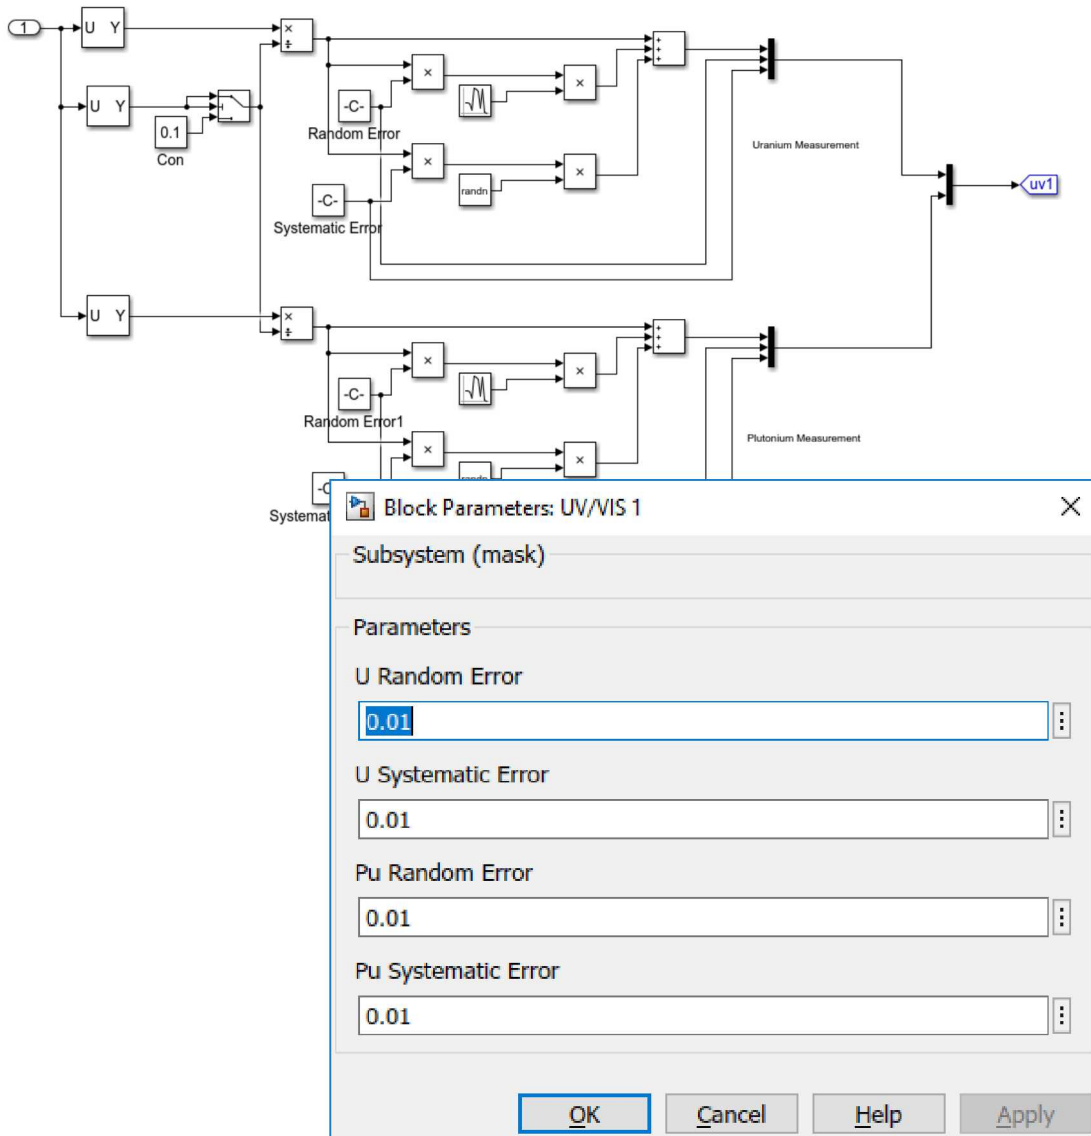 1
U Y
×
÷
+
+
+
×
×
U Y
-C-
Random Error
0.1
Con
Uranium Measurement
×
×
randn
uv1
-C-
Systematic Error
U Y
×
÷
+
+
+
×
×
-C-
Random Error1
Plutonium Measurement
×
×
randn
Block Parameters: UV/VIS 1
Subsystem (mask)
Parameters
U Random Error
0.01
U Systematic Error
0.01
Pu Random Error
0.01
Pu Systematic Error
0.01
OK Cancel Help Apply